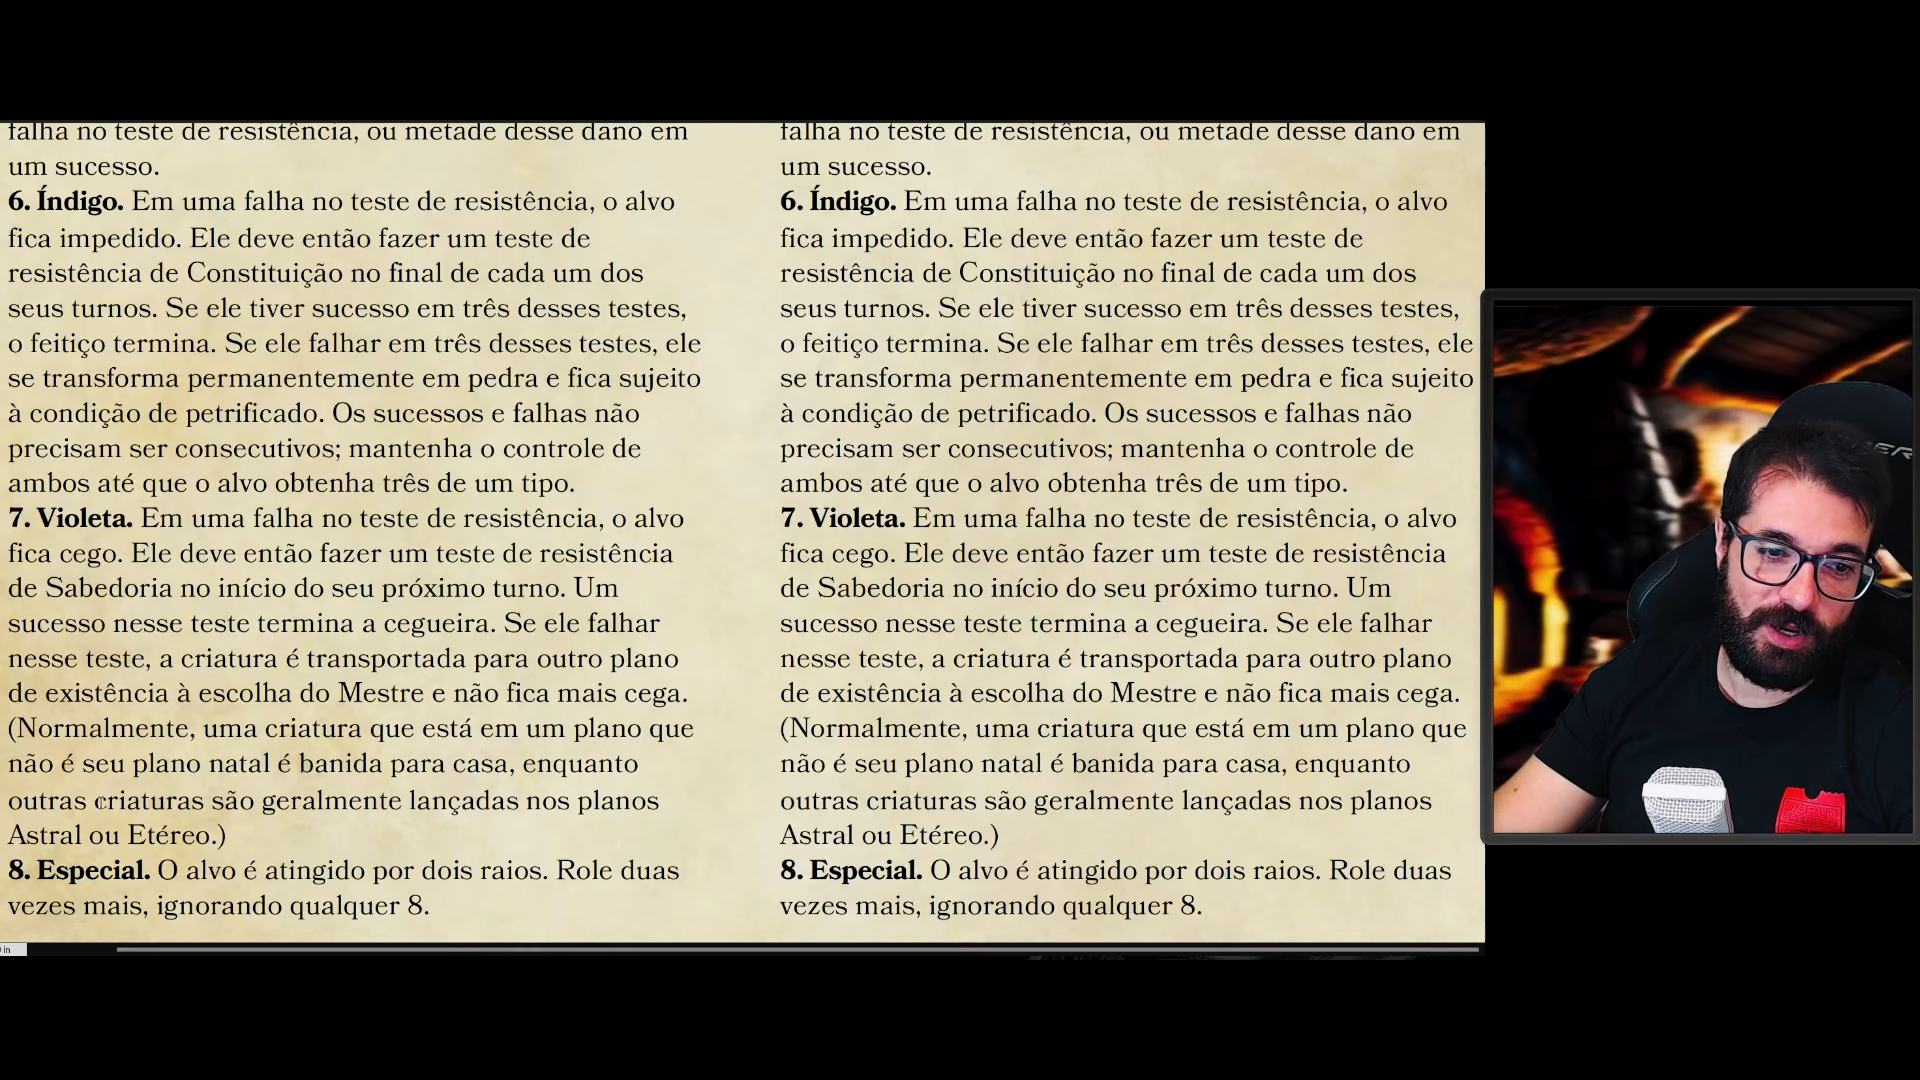 falha no teste de resistência, ou metade desse dano em
um sucesso.
6. Índigo. Em uma falha no teste de resistência, o alvo
fica impedido. Ele deve então fazer um teste de
resistência de Constituição no final de cada um dos
seus turnos. Se ele tiver sucesso em três desses testes,
o feitiço termina. Se ele falhar em três desses testes, ele
se transforma permanentemente em pedra e fica sujeito
à condição de petrificado. Os sucessos e falhas não
precisam ser consecutivos; mantenha o controle de
ambos até que o alvo obtenha três de um tipo.
7. Violeta. Em uma falha no teste de resistência, o alvo
fica cego. Ele deve então fazer um teste de resistência
de Sabedoria no início do seu próximo turno. Um
sucesso nesse teste termina a cegueira. Se ele falhar
nesse teste, a criatura é transportada para outro plano
de existência à escolha do Mestre e não fica mais cega.
(Normalmente, uma criatura que está em um plano que
não é seu plano natal é banida para casa, enquanto
outras criaturas são geralmente lançadas nos planos
Astral ou Etéreo.)
8. Especial. O alvo é atingido por dois raios. Role duas
vezes mais, ignorando qualquer 8.
falha no teste de resistência, ou metade desse dano em
um sucesso.
6. Índigo. Em uma falha no teste de resistência, o alvo
fica impedido. Ele deve então fazer um teste de
resistência de Constituição no final de cada um dos
seus turnos. Se ele tiver sucesso em três desses testes,
o feitiço termina. Se ele falhar em três desses testes, ele
se transforma permanentemente em pedra e fica sujeito
à condição de petrificado. Os sucessos e falhas não
precisam ser consecutivos; mantenha o controle de
ambos até que o alvo obtenha três de um tipo.
7. Violeta. Em uma falha no teste de resistência, o alvo
fica cego. Ele deve então fazer um teste de resistência
de Sabedoria no início do seu próximo turno. Um
sucesso nesse teste termina a cegueira. Se ele falhar
nesse teste, a criatura é transportada para outro plano
de existência à escolha do Mestre e não fica mais cega.
(Normalmente, uma criatura que está em um plano que
não é seu plano natal é banida para casa, enquanto
outras criaturas são geralmente lançadas nos planos
Astral ou Etéreo.)
8. Especial. O alvo é atingido por dois raios. Role duas
vezes mais, ignorando qualquer 8.